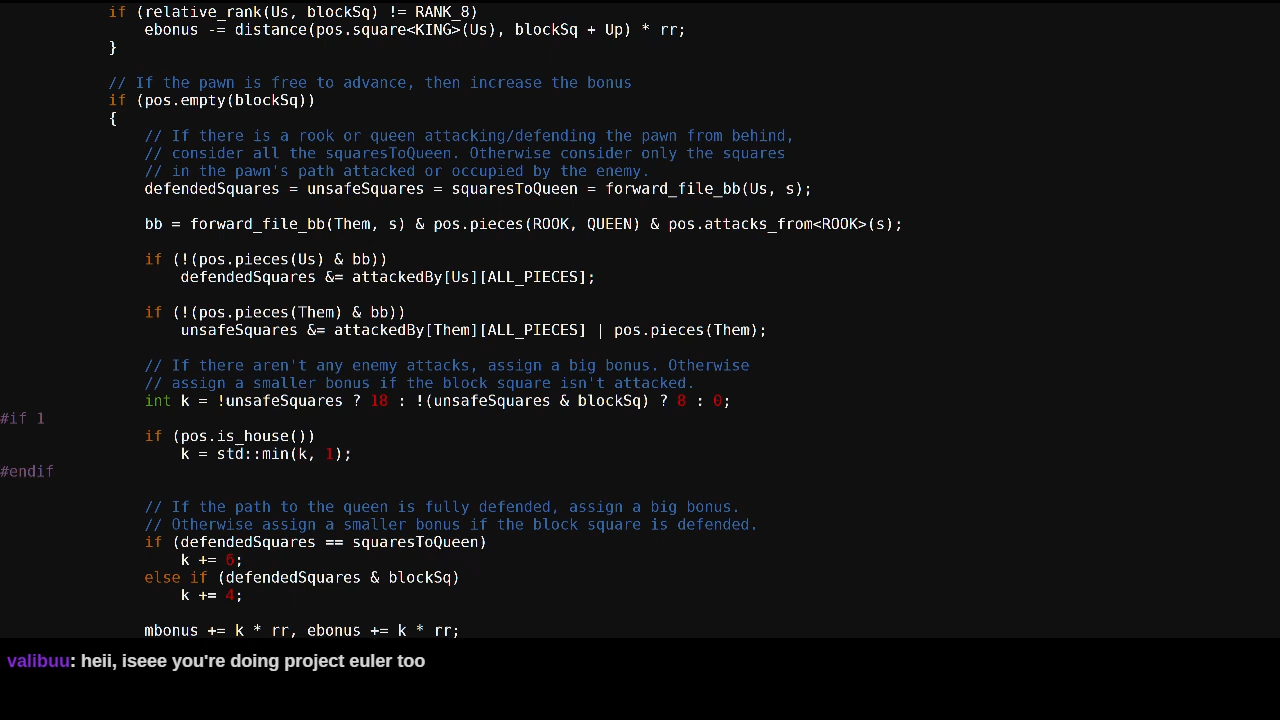 if (relative_rank(Us, blockSq) != RANK_8)
ebonus -= distance(pos.square<KING>(Us), blockSq + Up) * rr;
}
// If the pawn is free to advance, then increase the bonus
if (pos.empty(blockSq))
{
// If there is a rook or queen attacking/defending the pawn from behind,
// consider all the squaresToQueen. Otherwise consider only the squares
// in the pawn's path attacked or occupied by the enemy.
defendedSquares = unsafeSquares = squaresToQueen = forward_file_bb(Us, s);
bb = forward_file_bb(Them, s) & pos.pieces(ROOK, QUEEN) & pos.attacks_from<ROOK>(s);
if (!(pos.pieces(Us) & bb))
defendedSquares &= attackedBy[Us][ALL_PIECES];
if (!(pos.pieces(Them) & bb))
unsafeSquares &= attackedBy[Them][ALL_PIECES] | pos.pieces(Them);
// If there aren't any enemy attacks, assign a big bonus. Otherwise
// assign a smaller bonus if the block square isn't attacked.
int k = !unsafeSquares ? 18 : !(unsafeSquares & blockSq) ? 8 : 0;
#if 1
if (pos.is_house())
k = std::min(k, 1);
#endif
// If the path to the queen is fully defended, assign a big bonus.
// Otherwise assign a smaller bonus if the block square is defended.
if (defendedSquares == squaresToQueen)
k += 6;
else if (defendedSquares & blockSq)
k += 4;
mbonus += k * rr, ebonus += k * rr;
valibuu: heii, iseee you're doing project euler too